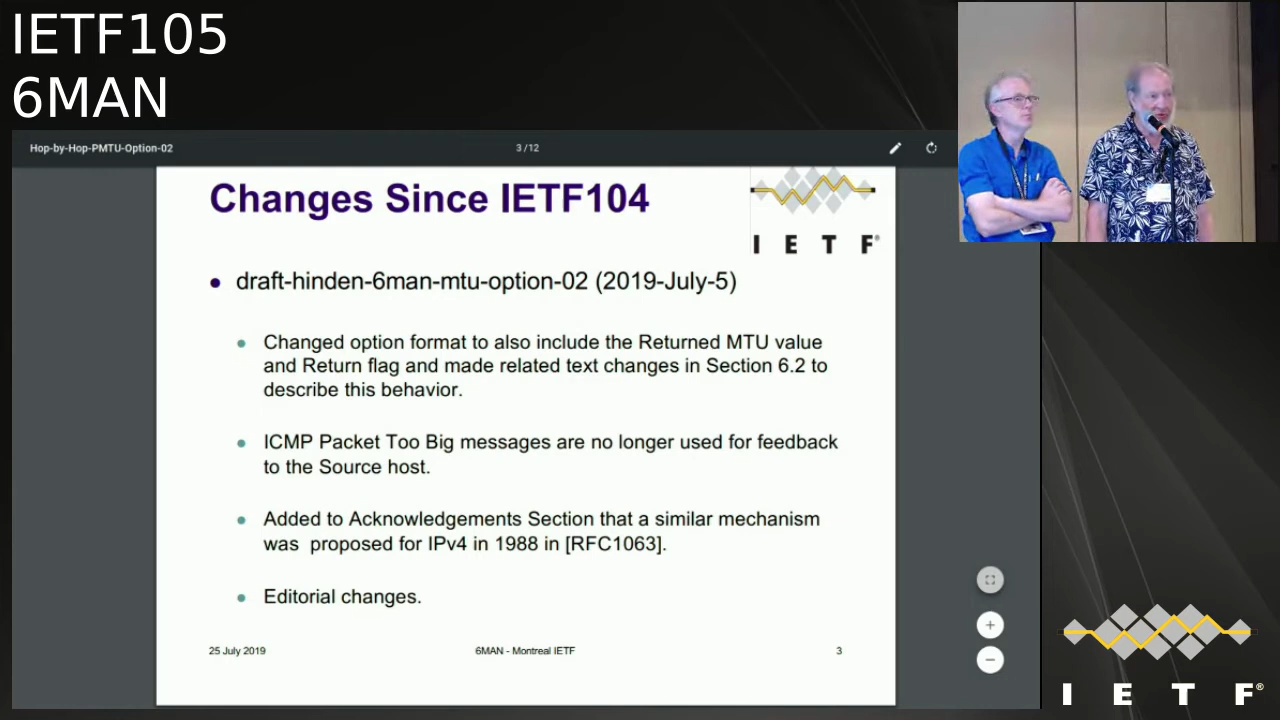 IETF105
6MAN
Hop-by-Hop-PMTU-Option-02
3 / 12
Changes Since IETF104
I E T F®
draft-hinden-6man-mtu-option-02 (2019-July-5)
Changed option format to also include the Returned MTU value
and Return flag and made related text changes in Section 6.2 to
describe this behavior.
ICMP Packet Too Big messages are no longer used for feedback
to the Source host.
Added to Acknowledgements Section that a similar mechanism
was proposed for IPv4 in 1988 in [RFC1063].
Editorial changes.
25 July 2019
6MAN - Montreal IETF
3
I E T F®